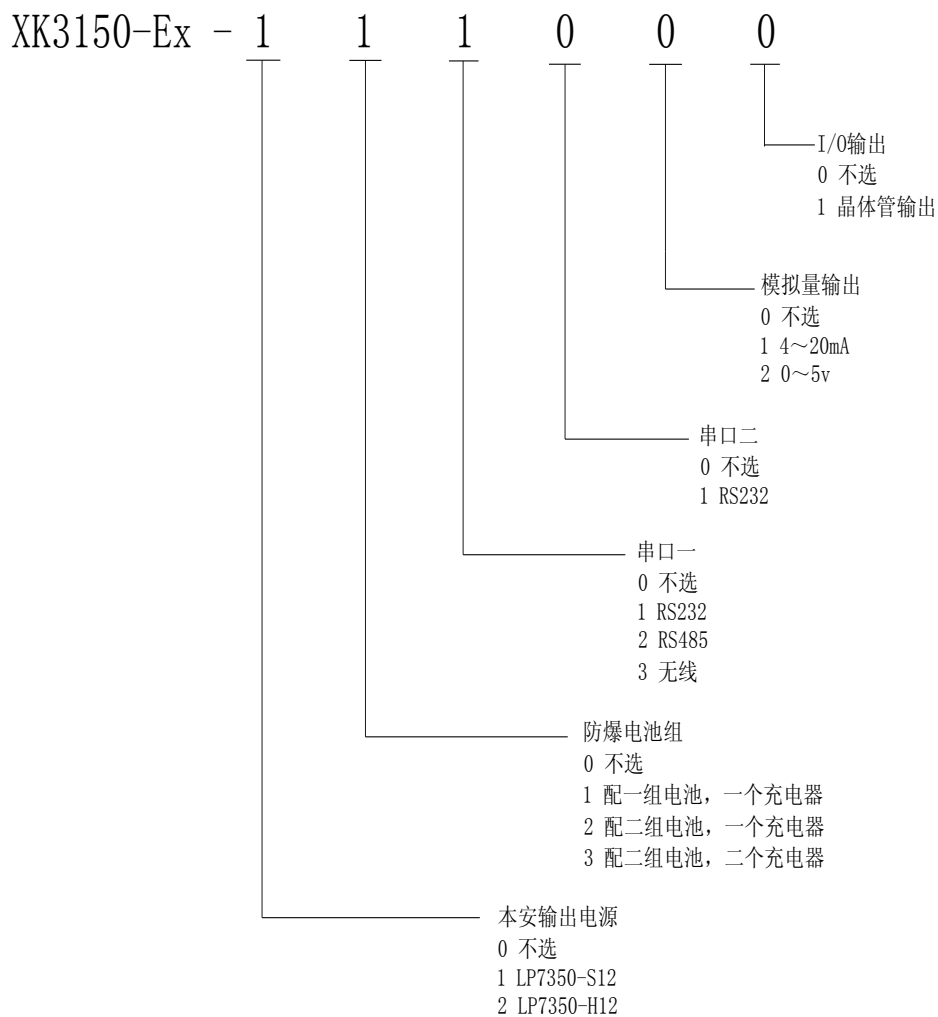 XK3150-Ex - 1 1 1 0 0 0
I/O输出
0 不选
1 晶体管输出
模拟量输出
0 不选
1 4～20mA
2 0～5v
串口二
0 不选
1 RS232
串口一
0 不选
1 RS232
2 RS485
3 无线
防爆电池组
0 不选
1 配一组电池，一个充电器
2 配二组电池，一个充电器
3 配二组电池，二个充电器
本安输出电源
0 不选
1 LP7350-S12
2 LP7350-H12